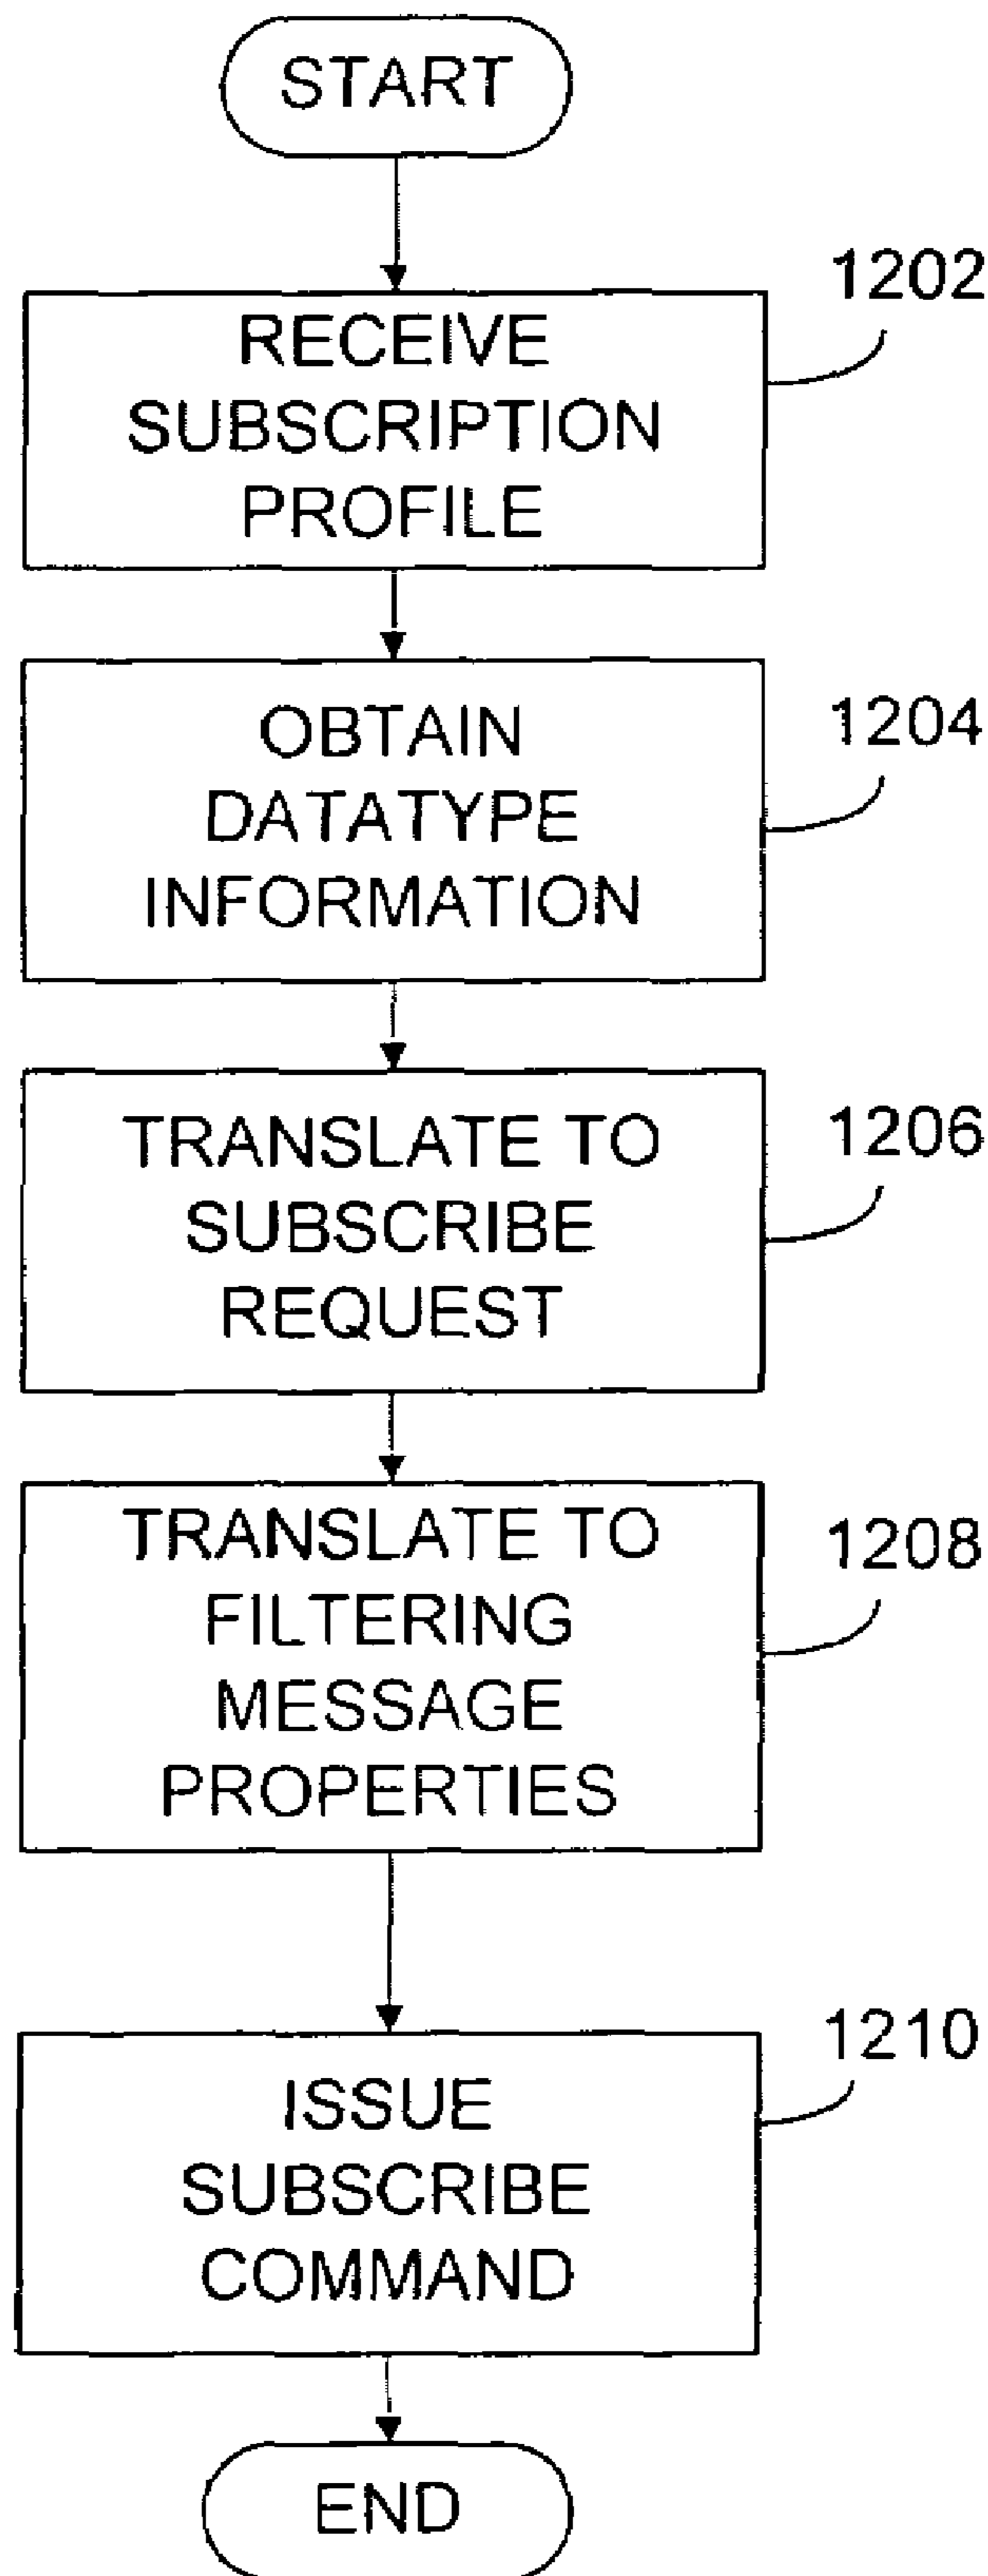 START
1202
RECEIVE
SUBSCRIPTION
PROFILE
1204
OBTAIN
DATATYPE
INFORMATION
1206
TRANSLATE TO
SUBSCRIBE
REQUEST
1208
TRANSLATE TO
FILTERING
MESSAGE
PROPERTIES
1210
ISSUE
SUBSCRIBE
COMMAND
END